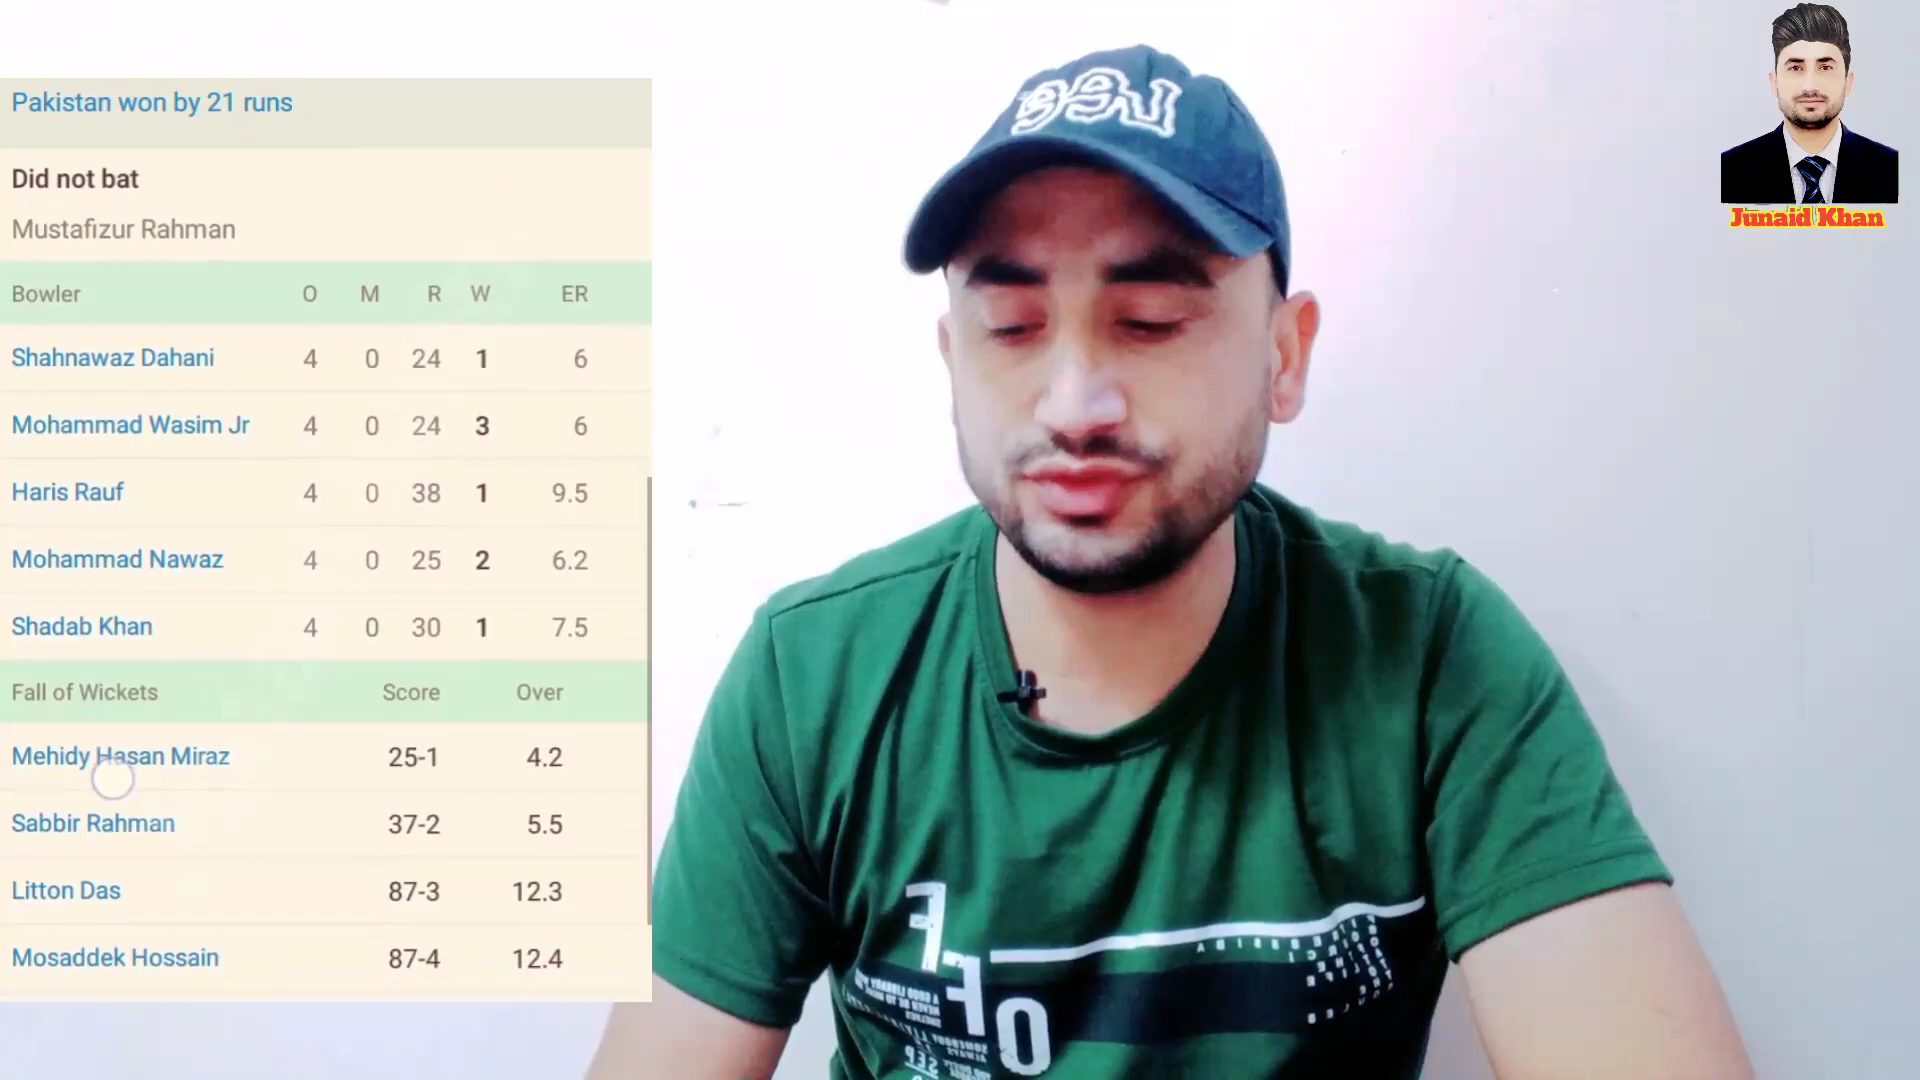 Pakistan won by 21 runs
Did not bat
Mustafizur Rahman
Bowler O M R W ER
Shahnawaz Dahani 4 0 24 1 6
Mohammad Wasim Jr 4 0 24 3 6
Haris Rauf 4 0 38 1 9.5
Mohammad Nawaz 4 0 25 2 6.2
Shadab Khan 4 0 30 1 7.5
Fall of Wickets Score Over
Mehidy Hasan Miraz 25-1 4.2
Sabbir Rahman 37-2 5.5
Litton Das 87-3 12.3
Mosaddek Hossain 87-4 12.4
Junaid Khan
F
F
O
SEP